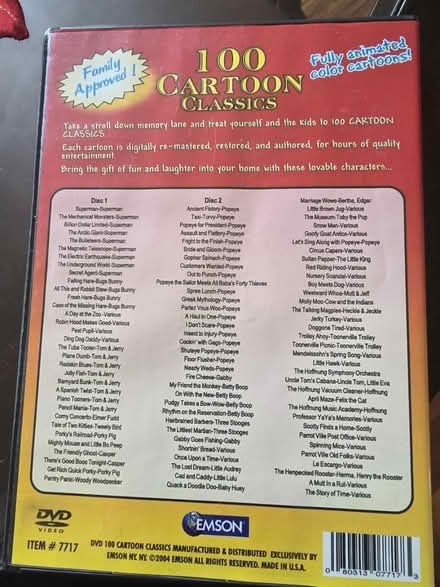 Family
Approved !
100
CARTOON
CLASSICS
Fully animated
color cartoons!
Take a stroll down memory lane and treat yourself and the kids to 100 CARTOON
CLASSICS.
Each cartoon is digitally re-mastered, restored, and authored, for hours of quality
entertainment.
Bring the gift of fun and laughter into your home with these lovable characters...
Disc 1
Superman-Superman
The Mechanical Monsters-Superman
Billion Dollar Limited-Superman
The Arctic Giant-Superman
The Bulleteers-Superman
The Magnetic Telescope-Superman
The Electric Earthquake-Superman
The Underground World-Superman
Secret Agent-Superman
Falling Hare-Bugs Bunny
All This and Rabbit Stew-Bugs Bunny
Fresh Hare-Bugs Bunny
Case of the Missing Hare-Bugs Bunny
A Day at the Zoo-Various
Robin Hood Makes Good-Various
Pest Pupil-Various
Ding Dog Daddy-Various
The Tuba Tooter-Tom & Jerry
Plane Dumb-Tom & Jerry
Redskin Blues-Tom & Jerry
Jolly Fish-Tom & Jerry
Barnyard Bunk-Tom & Jerry
A Spanish Twist-Tom & Jerry
Piano Tooners-Tom & Jerry
Pencil Mania-Tom & Jerry
Corny Concerto-Elmer Fudd
Tale of Two Kitties-Tweety Bird
Porky's Railroad-Porky Pig
Mighty Mouse and Little Bo Peep
The Friendly Ghost-Casper
There's Good Boos Tonight-Casper
Get Rich Quick Porky-Porky Pig
Pantry Panic-Woody Woodpecker
Disc 2
Ancient Fistory-Popeye
Taxi-Turvy-Popeye
Popeye for President-Popeye
Assault and Flattery-Popeye
Fright to the Finish-Popeye
Bride and Gloom-Popeye
Gopher Spinach-Popeye
Customers Wanted-Popeye
Out to Punch-Popeye
Popeye the Sailor Meets Ali Baba's Forty Thieves
Spree Lunch-Popeye
Greek Mythology-Popeye
Parlez Vous Woo-Popeye
A Haul in One-Popeye
I Don't Scare-Popeye
Insect to Injury-Popeye
Cookin' with Gags-Popeye
Shuteye Popeye-Popeye
Floor Flusher-Popeye
Nearly Weds-Popeye
Fire Cheese-Gabby
My Friend the Monkey-Betty Boop
On With the New-Betty Boop
Pudgy Takes a Bow-Wow-Betty Boop
Rhythm on the Reservation-Betty Boop
Hairbrained Barbers-Three Stooges
The Littlest Martian-Three Stooges
Gabby Goes Fishing-Gabby
Shortnin' Bread-Various
Once Upon a Time-Various
The Lost Dream-Little Audrey
Cad and Caddy-Little Lulu
Quack a Doodle Doo-Baby Huey
Marriage Wows-Berthe, Edgar
Little Brown Jug-Various
The Museum-Toby the Pup
Snow Man-Various
Goofy Goat Antics-Various
Let's Sing Along with Popeye-Popeye
Circus Capers-Various
Sultan Pepper-The Little King
Red Riding Hood-Various
Nursery Scandal-Various
Boy Meets Dog-Various
Westward Whoa-Mutt & Jeff
Molly Moo-Cow and the Indians
The Talking Magpies-Heckle & Jeckle
Jerky Turkey-Various
Doggone Tired-Various
Trolley Ahoy-Toonerville Trolley
Toonerville Picnic-Toonerville Trolley
Mendelssohn's Spring Song-Various
Little Hawk-Various
The Hoffnung Symphony Orchestra
Uncle Tom's Cabana-Uncle Tom, Little Eva
The Hoffnung Vacuum Cleaner-Hoffnung
April Maze-Felix the Cat
The Hoffnung Music Academy-Hoffnung
Professor YaYa's Memories-Various
Scotty Finds a Home-Scotty
Parrot Ville Post Office-Various
Spinning Mice-Various
Parrot Ville Old Folks-Various
Le Escargo-Various
The Henpecked Rooster-Herma, Henry the Rooster
A Mutt In a Rut-Various
The Story of Time-Various
DVD
VIDEO
ITEM # 7717
EMSON
DVD 100 CARTOON CLASSICS MANUFACTURED & DISTRIBUTED EXCLUSIVELY BY
EMSON NY. NY. ©2004 EMSON ALL RIGHTS RESERVED. MADE IN U.S.A.
0 80313 07717 3